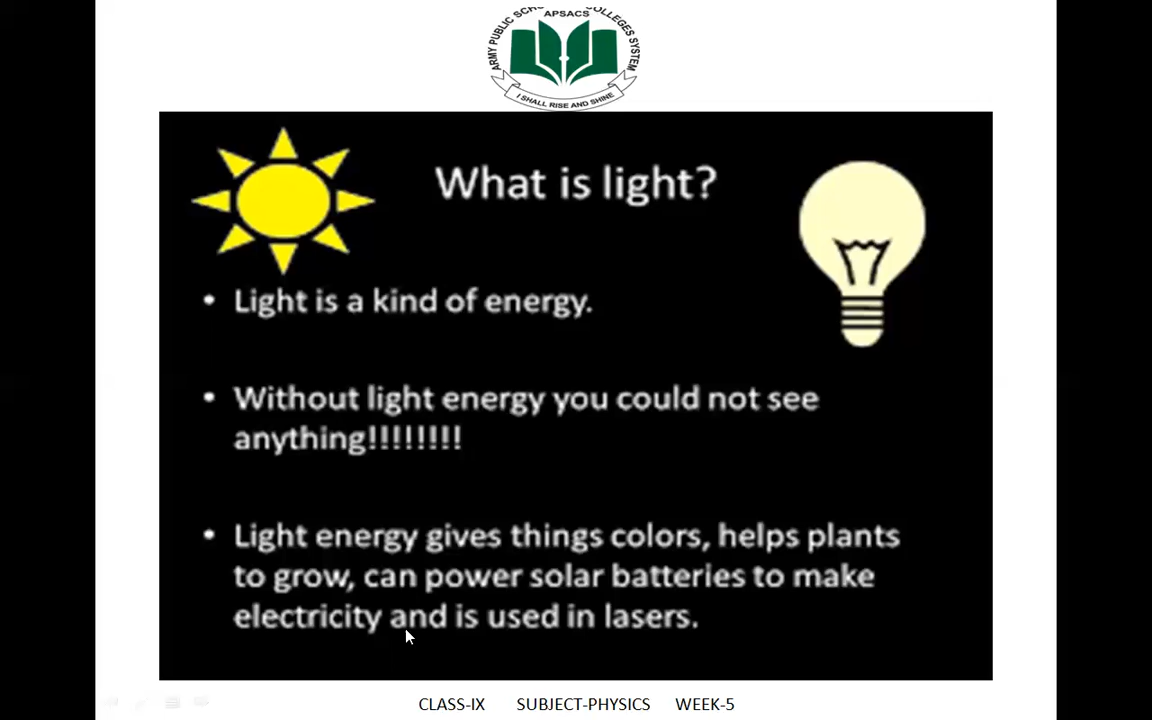 ARMY PUBLIC SCHOOLS COLLEGES SYSTEM
APSACS
I SHALL RISE AND SHINE
What is light?
• Light is a kind of energy.
• Without light energy you could not see
anything!!!!!!!!
• Light energy gives things colors, helps plants
to grow, can power solar batteries to make
electricity and is used in lasers.
CLASS-IX SUBJECT-PHYSICS WEEK-5